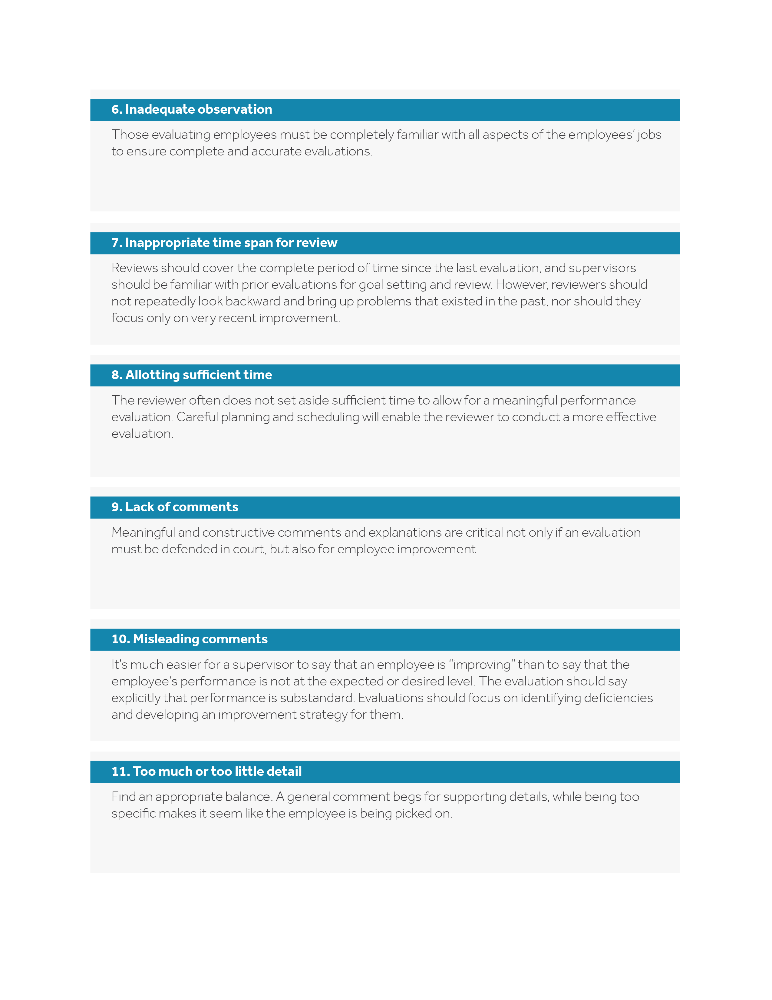 6. Inadequate observation
Those evaluating employees must be completely familiar with all aspects of the employees' jobs
to ensure complete and accurate evaluations.
7. Inappropriate time span for review
Reviews should cover the complete period of time since the last evaluation, and supervisors
should be familiar with prior evaluations for goal setting and review. However, reviewers should
not repeatedly look backward and bring up problems that existed in the past, nor should they
focus only on very recent improvement.
8. Allotting sufficient time
The reviewer often does not set aside sufficient time to allow for a meaningful performance
evaluation. Careful planning and scheduling will enable the reviewer to conduct a more effective
evaluation.
9. Lack of comments
Meaningful and constructive comments and explanations are critical not only if an evaluation
must be defended in court, but also for employee improvement.
10. Misleading comments
It's much easier for a supervisor to say that an employee is “improving” than to say that the
employee's performance is not at the expected or desired level. The evaluation should say
explicitly that performance is substandard. Evaluations should focus on identifying deficiencies
and developing an improvement strategy for them.
11. Too much or too little detail
Find an appropriate balance. A general comment begs for supporting details, while being too
specific makes it seem like the employee is being picked on.